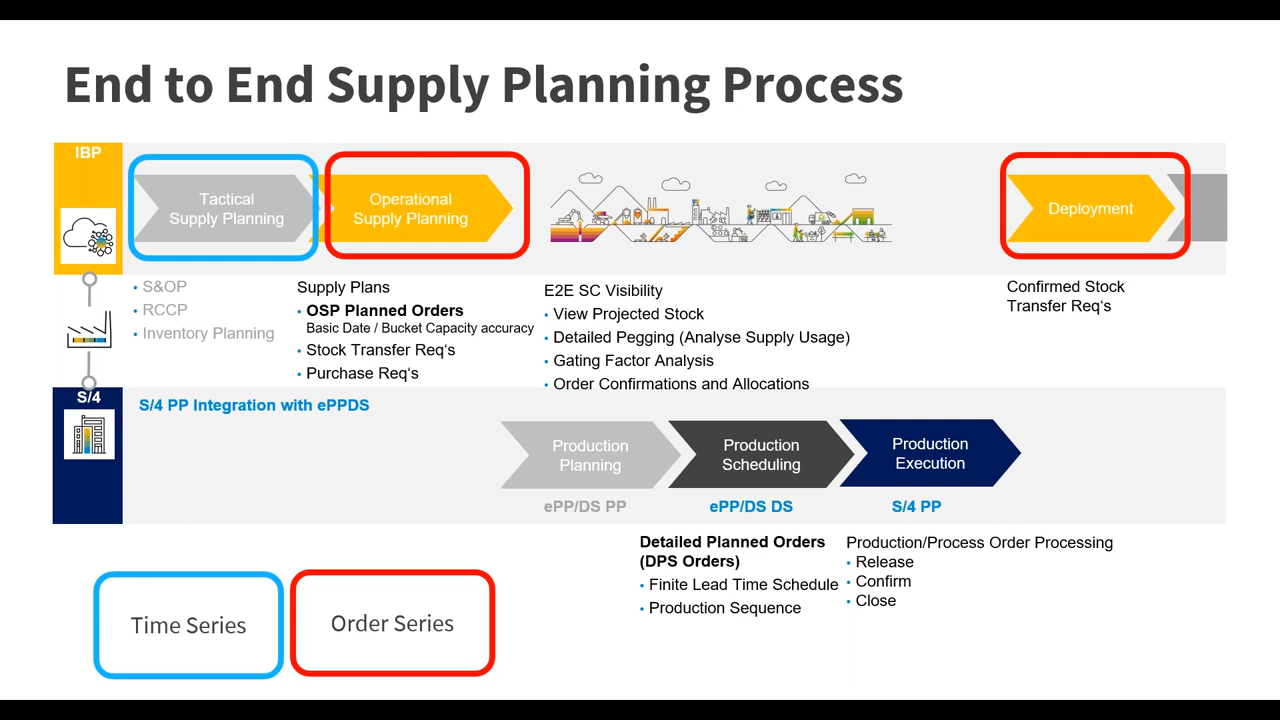 End to End Supply Planning Process
IBP
Tactical
Supply Planning
Operational
Supply Planning
Deployment
• S&OP
• RCCP
• Inventory Planning
Supply Plans
• OSP Planned Orders
Basic Date / Bucket Capacity accuracy
• Stock Transfer Req‘s
• Purchase Req‘s
E2E SC Visibility
• View Projected Stock
• Detailed Pegging (Analyse Supply Usage)
• Gating Factor Analysis
• Order Confirmations and Allocations
Confirmed Stock
Transfer Req‘s
S/4
S/4 PP Integration with ePPDS
Production
Planning
Production
Scheduling
Production
Execution
ePP/DS PP
ePP/DS DS
S/4 PP
Detailed Planned Orders
(DPS Orders)
• Finite Lead Time Schedule
• Production Sequence
Production/Process Order Processing
• Release
• Confirm
• Close
Time Series
Order Series